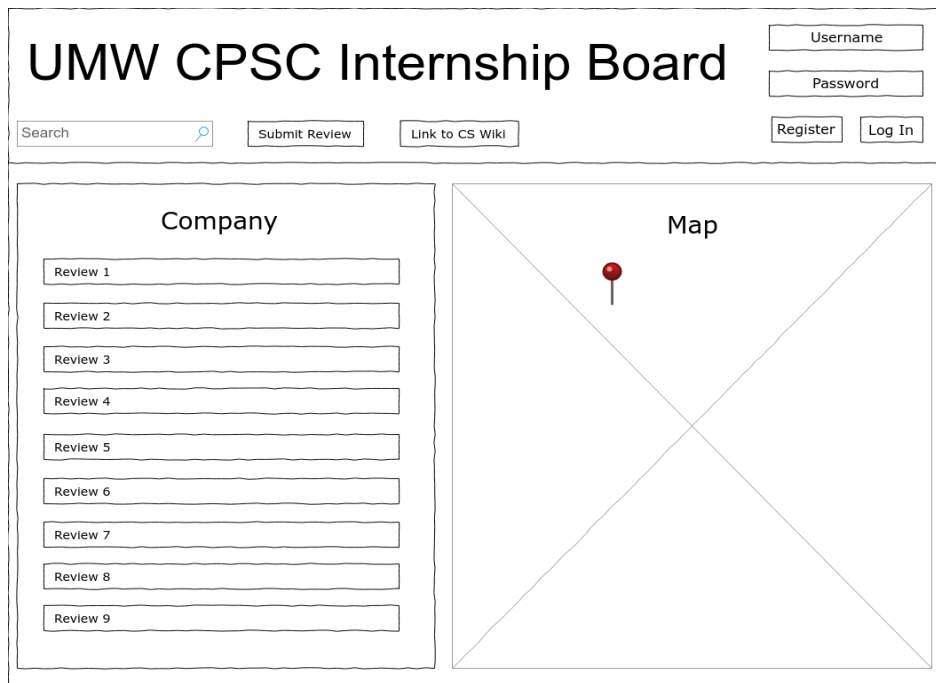 UMW CPSC Internship Board
Username
Password
Search
Submit Review
Link to CS Wiki
Register
Log In
Company
Review 1
Review 2
Review 3
Review 4
Review 5
Review 6
Review 7
Review 8
Review 9
Map